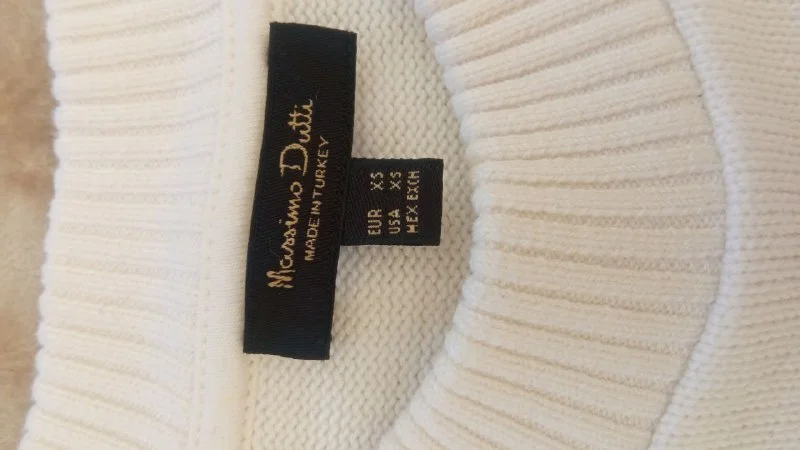 Massimo Dutti
MADE IN TURKEY
EUR XS
USA XS
MEX EXCH